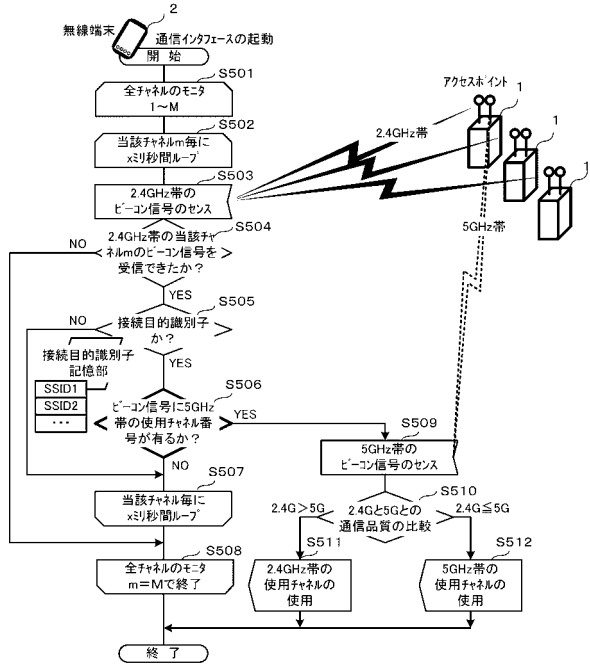 2
無線端末
通信インタフェースの起動
開 始
S501
全チャネルのモニタ
1～M
S502
当該チャネルm毎に
xミリ秒間ループ
S503
2.4GHz帯の
ビーコン信号のセンス
アクセスポイント
1
1
1
2.4GHz帯
5GHz帯
S504
2.4GHz帯の当該チャ
ネルmのビーコン信号を
受信できたか？
NO
YES
S505
接続目的識別子
か？
NO
YES
接続目的識別子
記憶部
SSID1
SSID2
・・・
S506
ビーコン信号に5GHz
帯の使用チャネル番
号が有るか？
YES
NO
S507
当該チャネル毎に
xミリ秒間ループ
S508
全チャネルのモニタ
m＝Mで終了
S509
5GHz帯の
ビーコン信号のセンス
S510
2.4Gと5Gとの
通信品質の比較
2.4G＞5G
2.4G≦5G
S511
2.4GHz帯の
使用チャネルの
使用
S512
5GHz帯の
使用チャネルの
使用
終 了